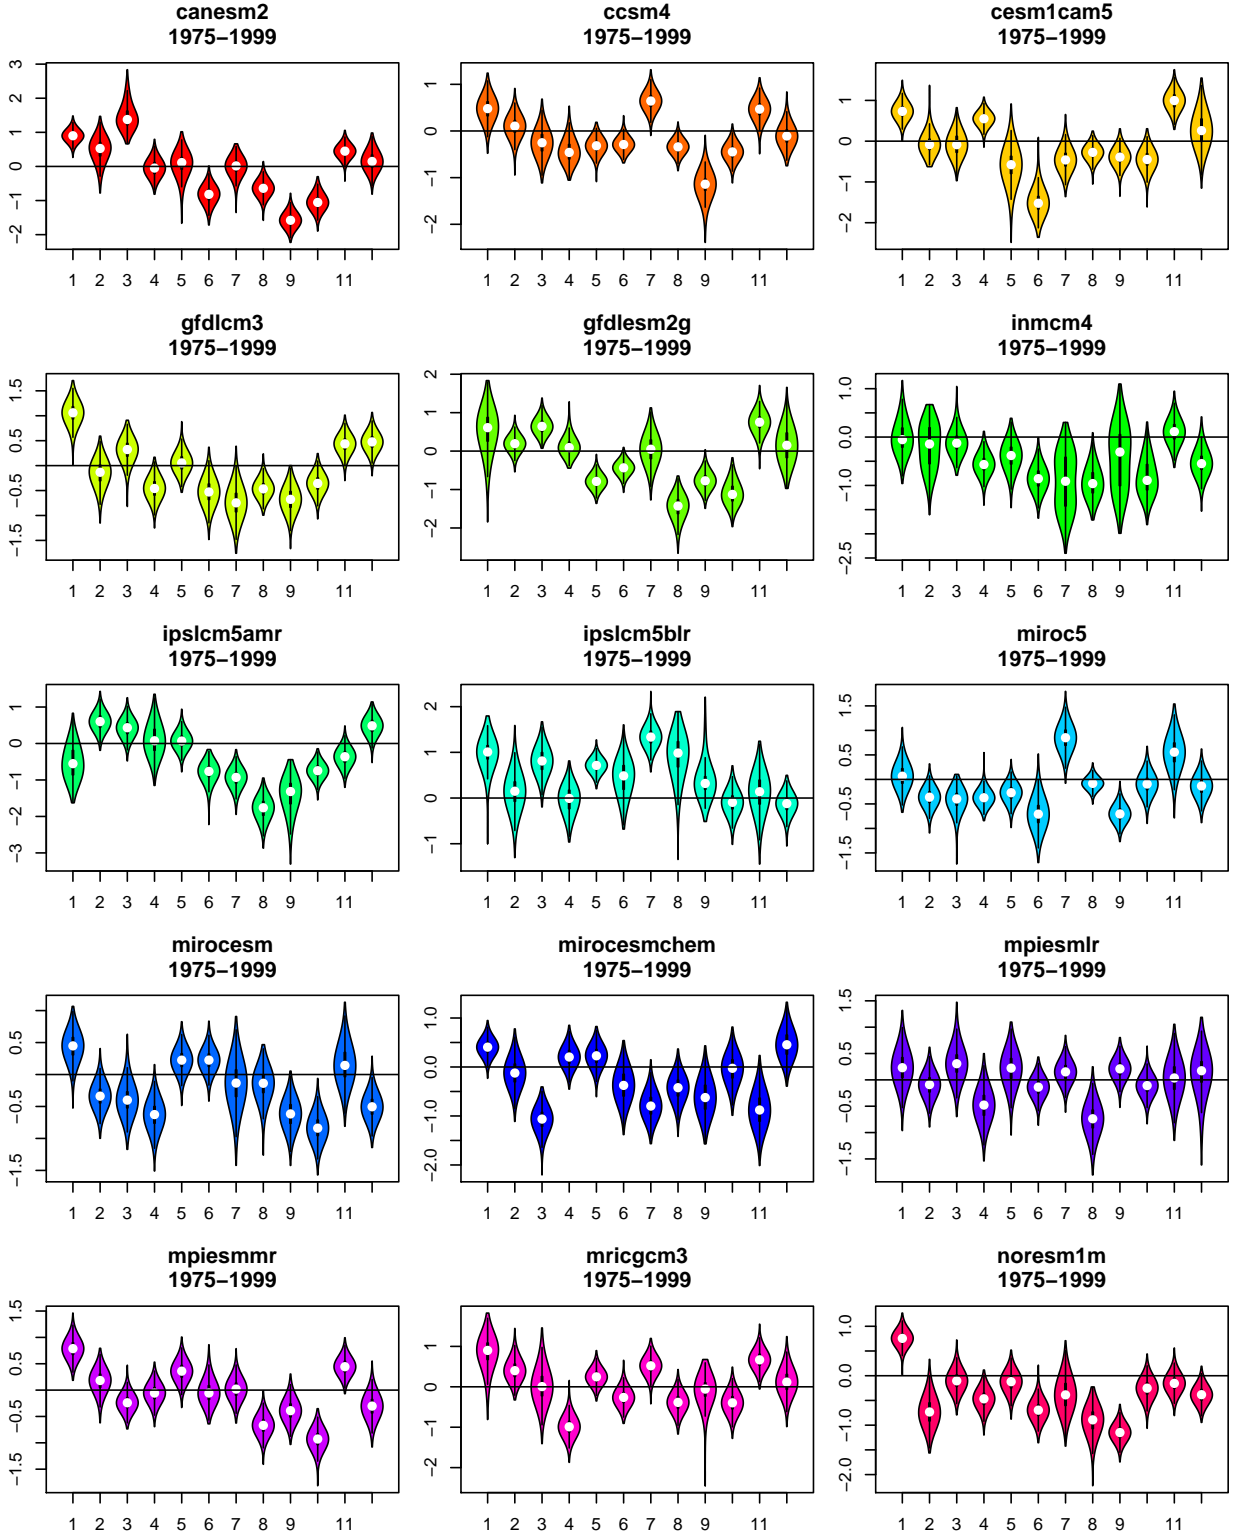 canesm2 ccsm4 cesm1cam5
1975−1999 1975−1999 1975−1999
3 2 1 0 −1 −2
1 0 −1 −2
1 0 −1 −2
1 2 3 4 5 6 7 8 9 11
1 2 3 4 5 6 7 8 9 11
1 2 3 4 5 6 7 8 9 11
gfdlcm3 gfdlesm2g inmcm4
1975−1999 1975−1999 1975−1999
1.5 0.5 −0.5 −1.5
2 1 0 −1 −2
1.0 0.0 −1.0 −2.5
1 2 3 4 5 6 7 8 9 11
1 2 3 4 5 6 7 8 9 11
1 2 3 4 5 6 7 8 9 11
ipslcm5amr ipslcm5blr miroc5
1975−1999 1975−1999 1975−1999
1 0 −1 −2 −3
2 1 0 −1
1.5 0.5 −0.5 −1.5
1 2 3 4 5 6 7 8 9 11
1 2 3 4 5 6 7 8 9 11
1 2 3 4 5 6 7 8 9 11
mirocesm mirocesmchem mpiesmlr
1975−1999 1975−1999 1975−1999
0.5 −0.5 −1.5
1.0 0.0 −1.0 −2.0
1.5 0.5 −0.5 −1.5
1 2 3 4 5 6 7 8 9 11
1 2 3 4 5 6 7 8 9 11
1 2 3 4 5 6 7 8 9 11
mpiesmmr mricgcm3 noresm1m
1975−1999 1975−1999 1975−1999
1.5 0.5 −0.5 −1.5
1 0 −1 −2
1.0 0.0 −1.0 −2.0
1 2 3 4 5 6 7 8 9 11
1 2 3 4 5 6 7 8 9 11
1 2 3 4 5 6 7 8 9 11